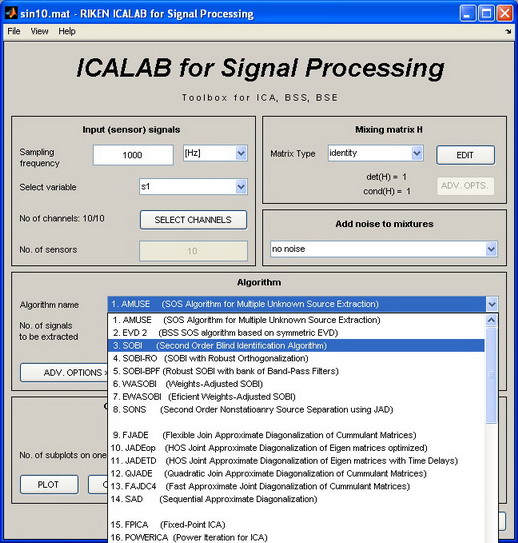 sin10.mat - RIKEN ICALAB for Signal Processing
File View Help
ICALAB for Signal Processing
Toolbox for ICA, BSS, BSE
Input (sensor) signals
Sampling frequency 1000 [Hz]
Select variable s1
No of channels: 10/10 SELECT CHANNELS
No. of sensors 10
Mixing matrix H
Matrix Type identity EDIT
det(H) = 1
cond(H) = 1
ADV. OPTS.
Add noise to mixtures
no noise
Algorithm
Algorithm name 1. AMUSE (SOS Algorithm for Multiple Unknown Source Extraction)
No. of signals
to be extracted
ADV. OPTIONS
1. AMUSE (SOS Algorithm for Multiple Unknown Source Extraction)
2. EVD 2 (BSS SOS algorithm based on symmetric EVD)
3. SOBI (Second Order Blind Identification Algorithm)
4. SOBI-RO (SOBI with Robust Orthogonalization)
5. SOBI-BPF (Robust SOBI with bank of Band-Pass Filters)
6. WASOBI (Weights-Adjusted SOBI)
7. EWASOBI (Eficient Weights-Adjusted SOBI)
8. SONS (Second Order Nonstatioanry Source Separation using JAD)
9. FJADE (Flexible Join Approximate Diagonalization of Cummulant Matrices)
10. JADEop (HOS Joint Approximate Diagonalization of Eigen matrices optimized)
11. JADETD (HOS Joint Approximate Diagonalization of Eigen matrices with Time Delays)
12. QJADE (Quadratic Join Approximate Diagonalization of Cumulant Matrices)
13. FAJDC4 (Fast Approximate Joint Diagonalization of Cummulant Matrices)
14. SAD (Sequential Approximate Diagonalization)
15. FPICA (Fixed-Point ICA)
16. POWERICA (Power Iteration for ICA)
No. of subplots on one
PLOT